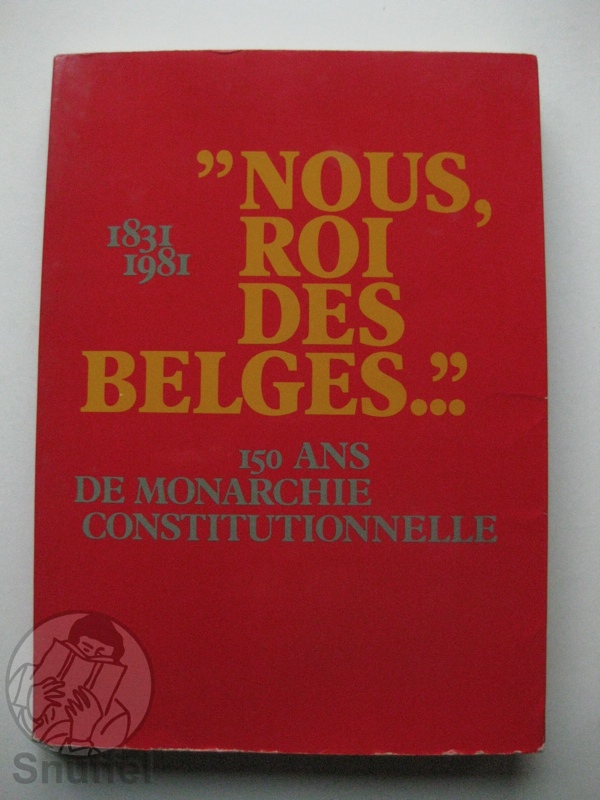 ”NOUS,
1831
ROI
1981
DES
BELGES...”
150 ANS
DE MONARCHIE
CONSTITUTIONNELLE
Snuffel